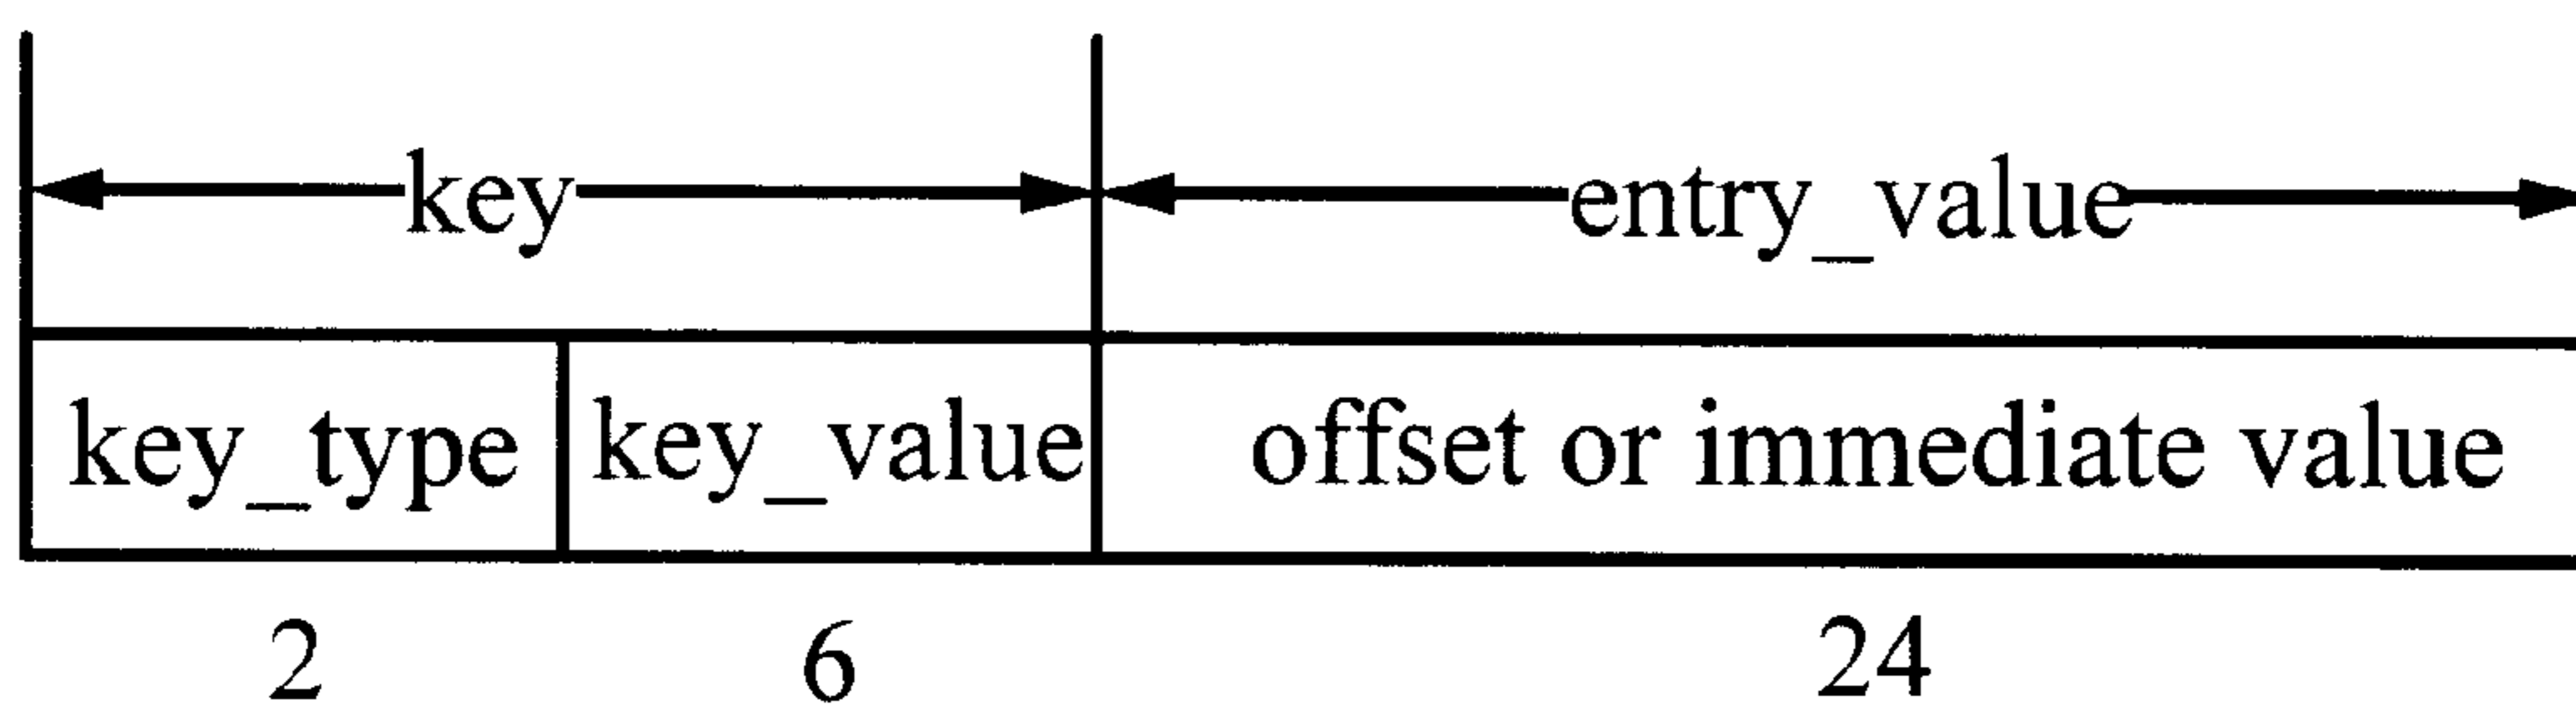 key entry_value
key_type key_value offset or immediate value
2 6 24